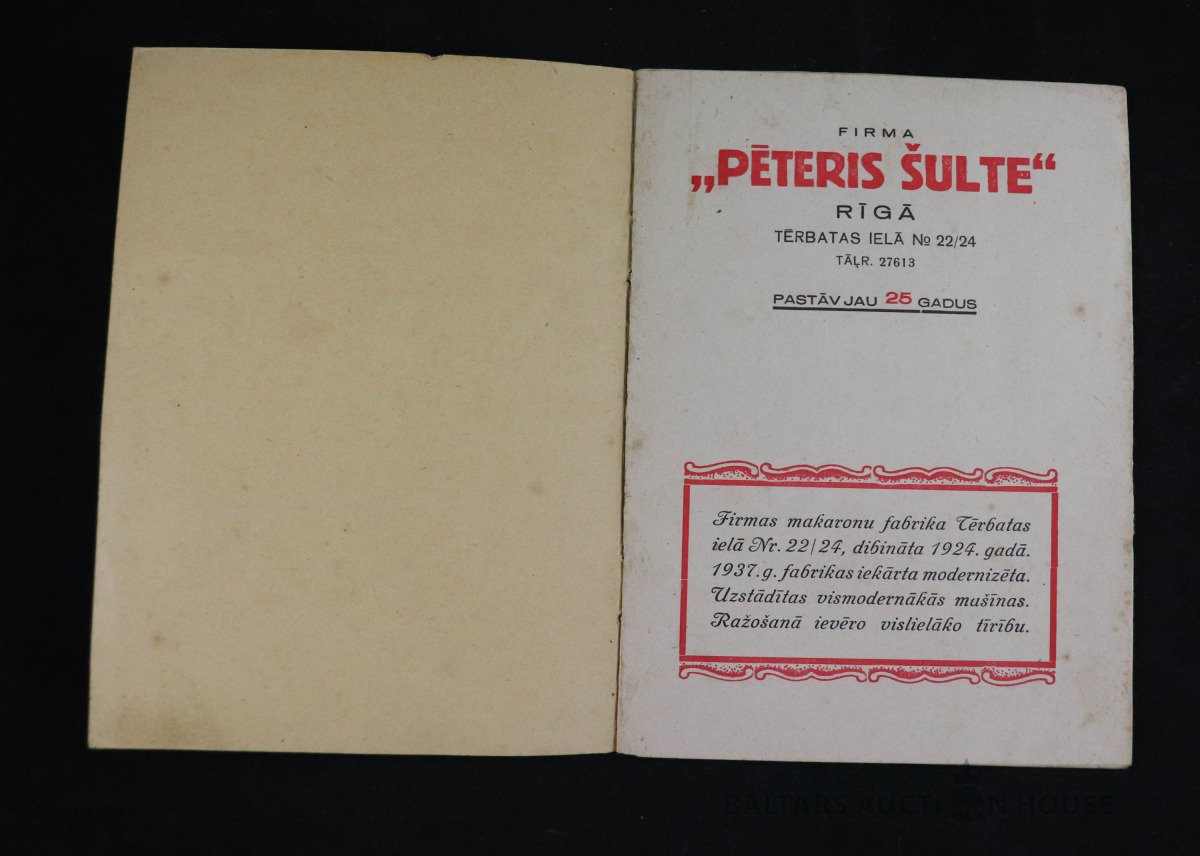 FIRMA
„PĒTERIS ŠULTE“
RĪGĀ
TĒRBATAS IELĀ № 22/24
TĀĻR. 27613
PASTĀV JAU 25 GADUS
Firmas makaronu fabrika Tērbatas
ielā Nr. 22/24, dibināta 1924. gadā.
1937. g. fabrikas iekārta modernizēta.
Uzstādītas vismodernākās mušīnas.
Ražošanā ievēro vislielāko tīrību.
BALTARS AUCTION HOUSE